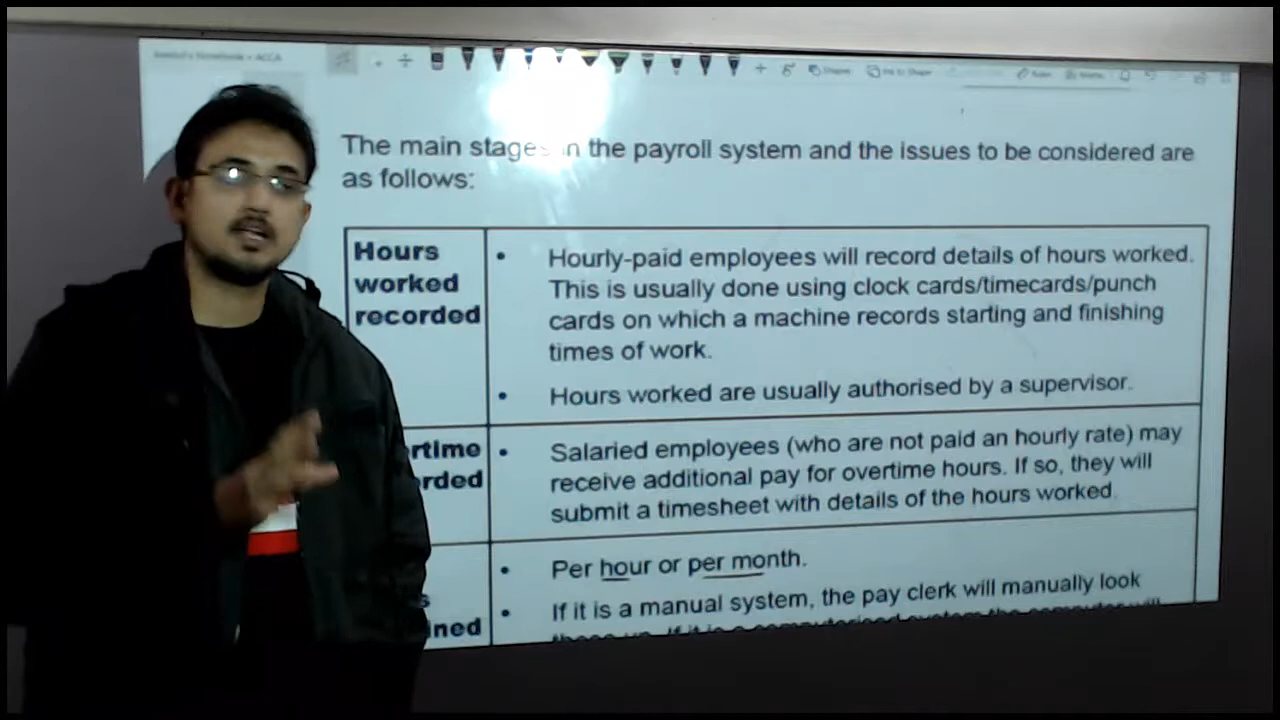 ACCA
The main stages in the payroll system and the issues to be considered are
as follows:
Hours
worked
recorded
• Hourly-paid employees will record details of hours worked.
This is usually done using clock cards/timecards/punch
cards on which a machine records starting and finishing
times of work.
• Hours worked are usually authorised by a supervisor.
rtime
rded
• Salaried employees (who are not paid an hourly rate) may
receive additional pay for overtime hours. If so, they will
submit a timesheet with details of the hours worked.
s
ined
• Per hour or per month.
• If it is a manual system, the pay clerk will manually look